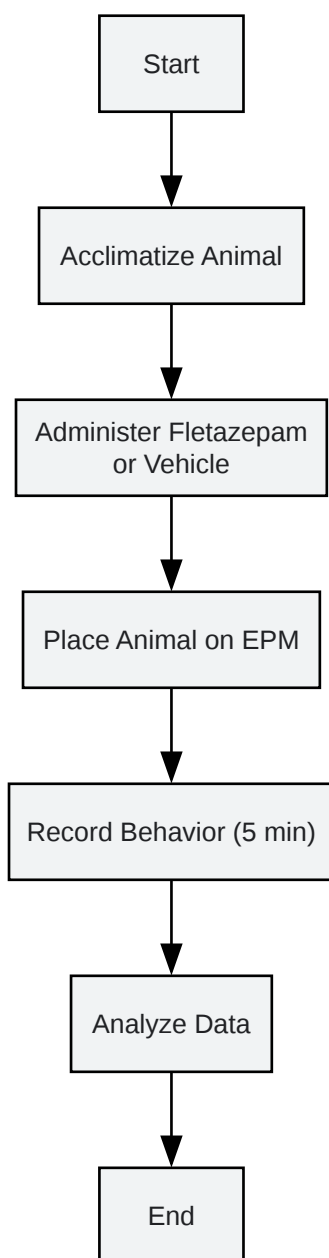 Start
Acclimatize Animal
Administer Fletazepam
or Vehicle
Place Animal on EPM
Record Behavior (5 min)
Analyze Data
End